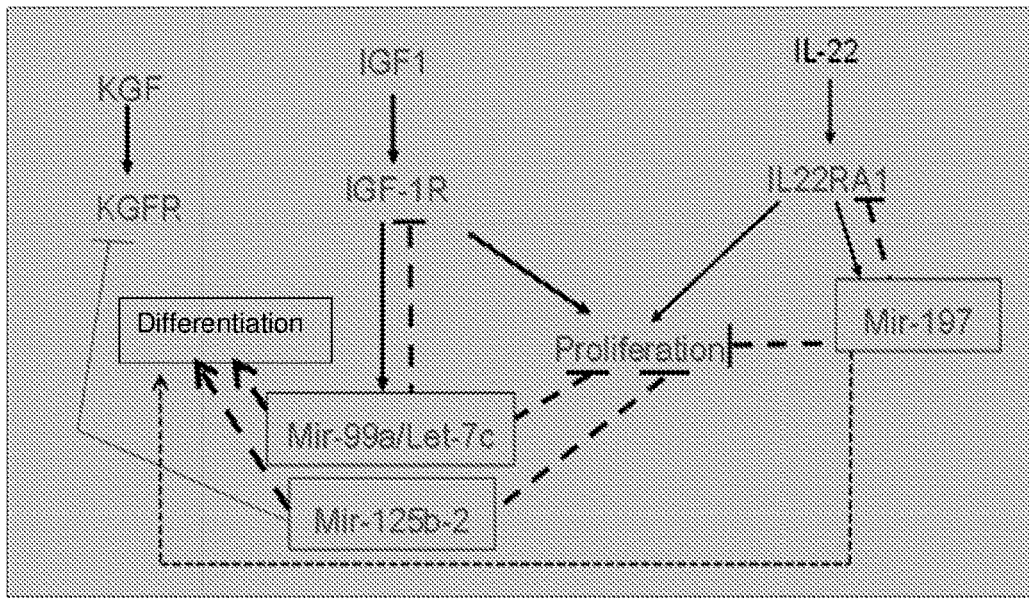 KGF
IGF1
IL-22
KGFR
IGF-1R
IL22RA1
Differentiation
Proliferation
Mir-197
Mir-99a/Let-7c
Mir-125b-2